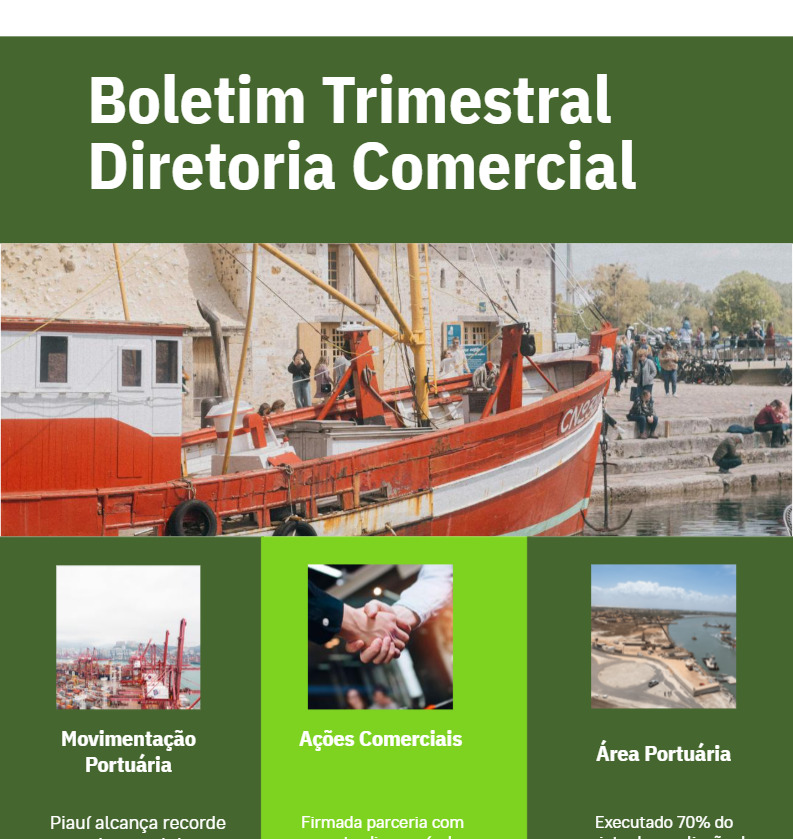 Boletim Trimestral
Diretoria Comercial
Movimentação
Portuária
Piauí alcança recorde
Ações Comerciais
Firmada parceria com
Área Portuária
Executado 70% do